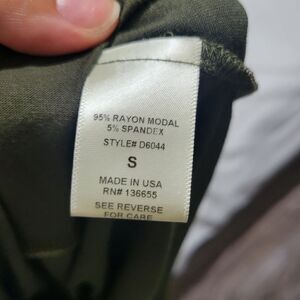 95% RAYON MODAL
5% SPANDEX
STYLE# D6044
S
MADE IN USA
RN# 136655
SEE REVERSE
FOR CARE